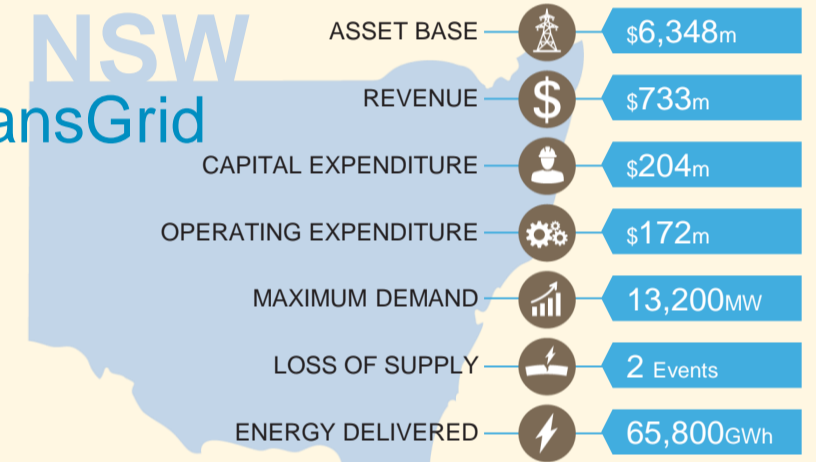 NSW
ansGrid
ASSET BASE $6,348m
REVENUE $733m
CAPITAL EXPENDITURE $204m
OPERATING EXPENDITURE $172m
MAXIMUM DEMAND 13,200MW
LOSS OF SUPPLY 2 Events
ENERGY DELIVERED 65,800GWh